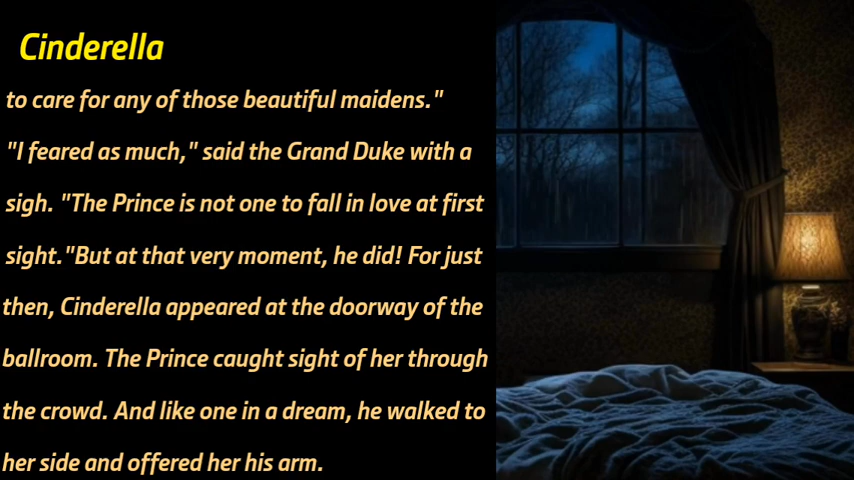 Cinderella
to care for any of those beautiful maidens."
"I feared as much," said the Grand Duke with a
sigh. "The Prince is not one to fall in love at first
sight."But at that very moment, he did! For just
then, Cinderella appeared at the doorway of the
ballroom. The Prince caught sight of her through
the crowd. And like one in a dream, he walked to
her side and offered her his arm.